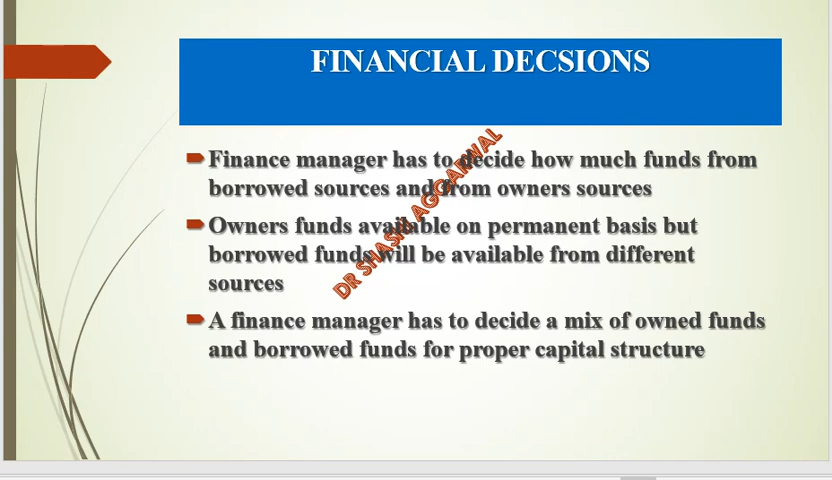 FINANCIAL DECSIONS
Finance manager has to decide how much funds from
borrowed sources and from owners sources
Owners funds available on permanent basis but
borrowed funds will be available from different
sources
A finance manager has to decide a mix of owned funds
and borrowed funds for proper capital structure
DR SHASHI AGGARWAL